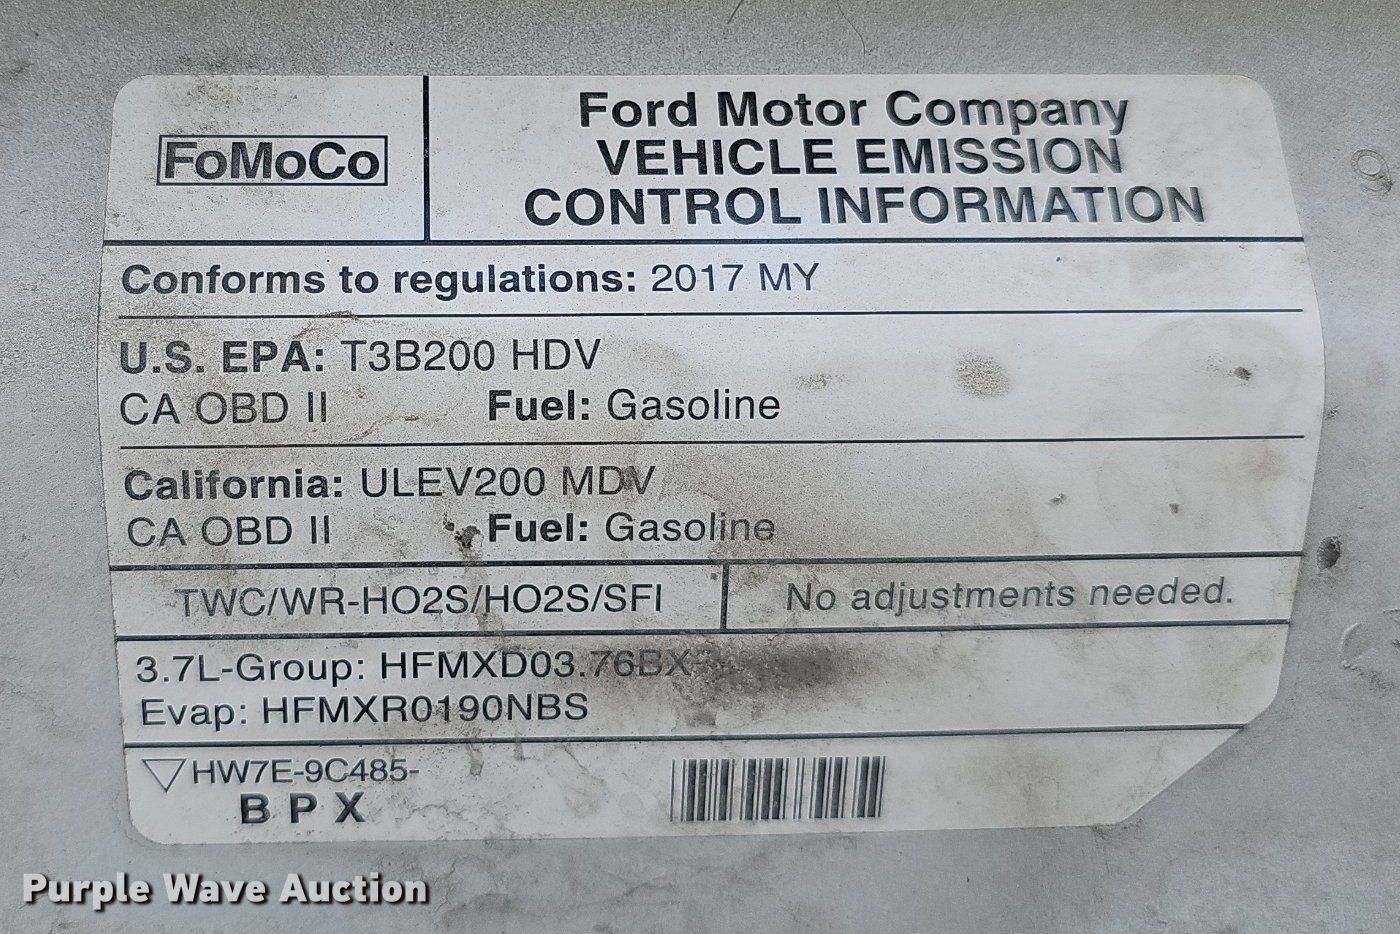 FoMoCo
Ford Motor Company
VEHICLE EMISSION
CONTROL INFORMATION
Conforms to regulations: 2017 MY
U.S. EPA: T3B200 HDV
CA OBD II Fuel: Gasoline
California: ULEV200 MDV
CA OBD II Fuel: Gasoline
TWC/WR-HO2S/HO2S/SFI
No adjustments needed.
3.7L-Group: HFMXD03.76BX
Evap: HFMXR0190NBS
HW7E-9C485-
B P X
Purple Wave Auction